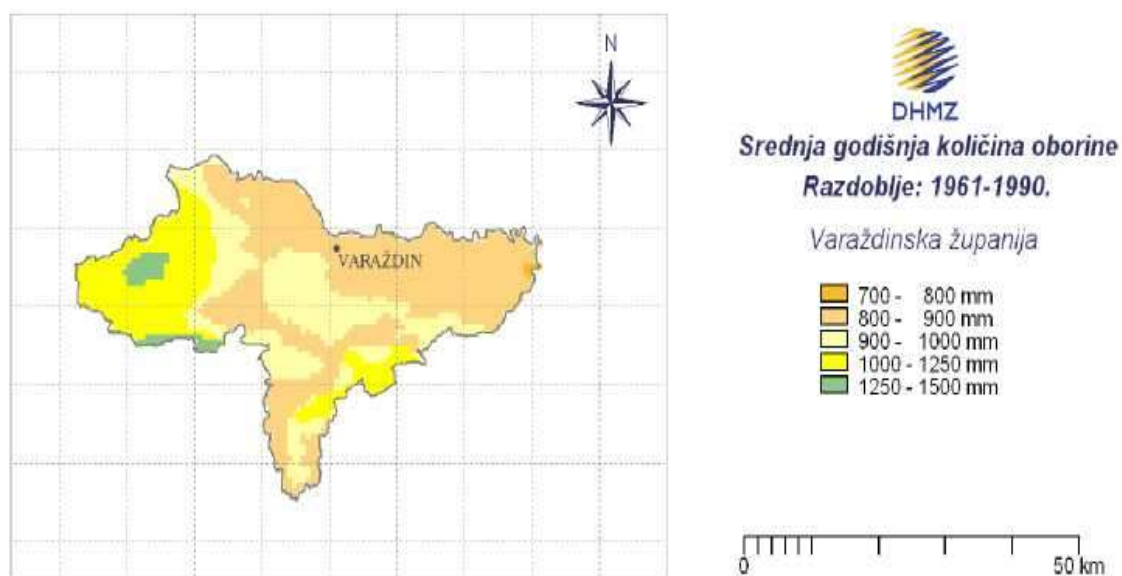 N
VARAŽDIN
DHMZ
Srednja godišnja količina oborine
Razdoblje: 1961-1990.
Varaždinska županija
700 - 800 mm
800 - 900 mm
900 - 1000 mm
1000 - 1250 mm
1250 - 1500 mm
0 50 km